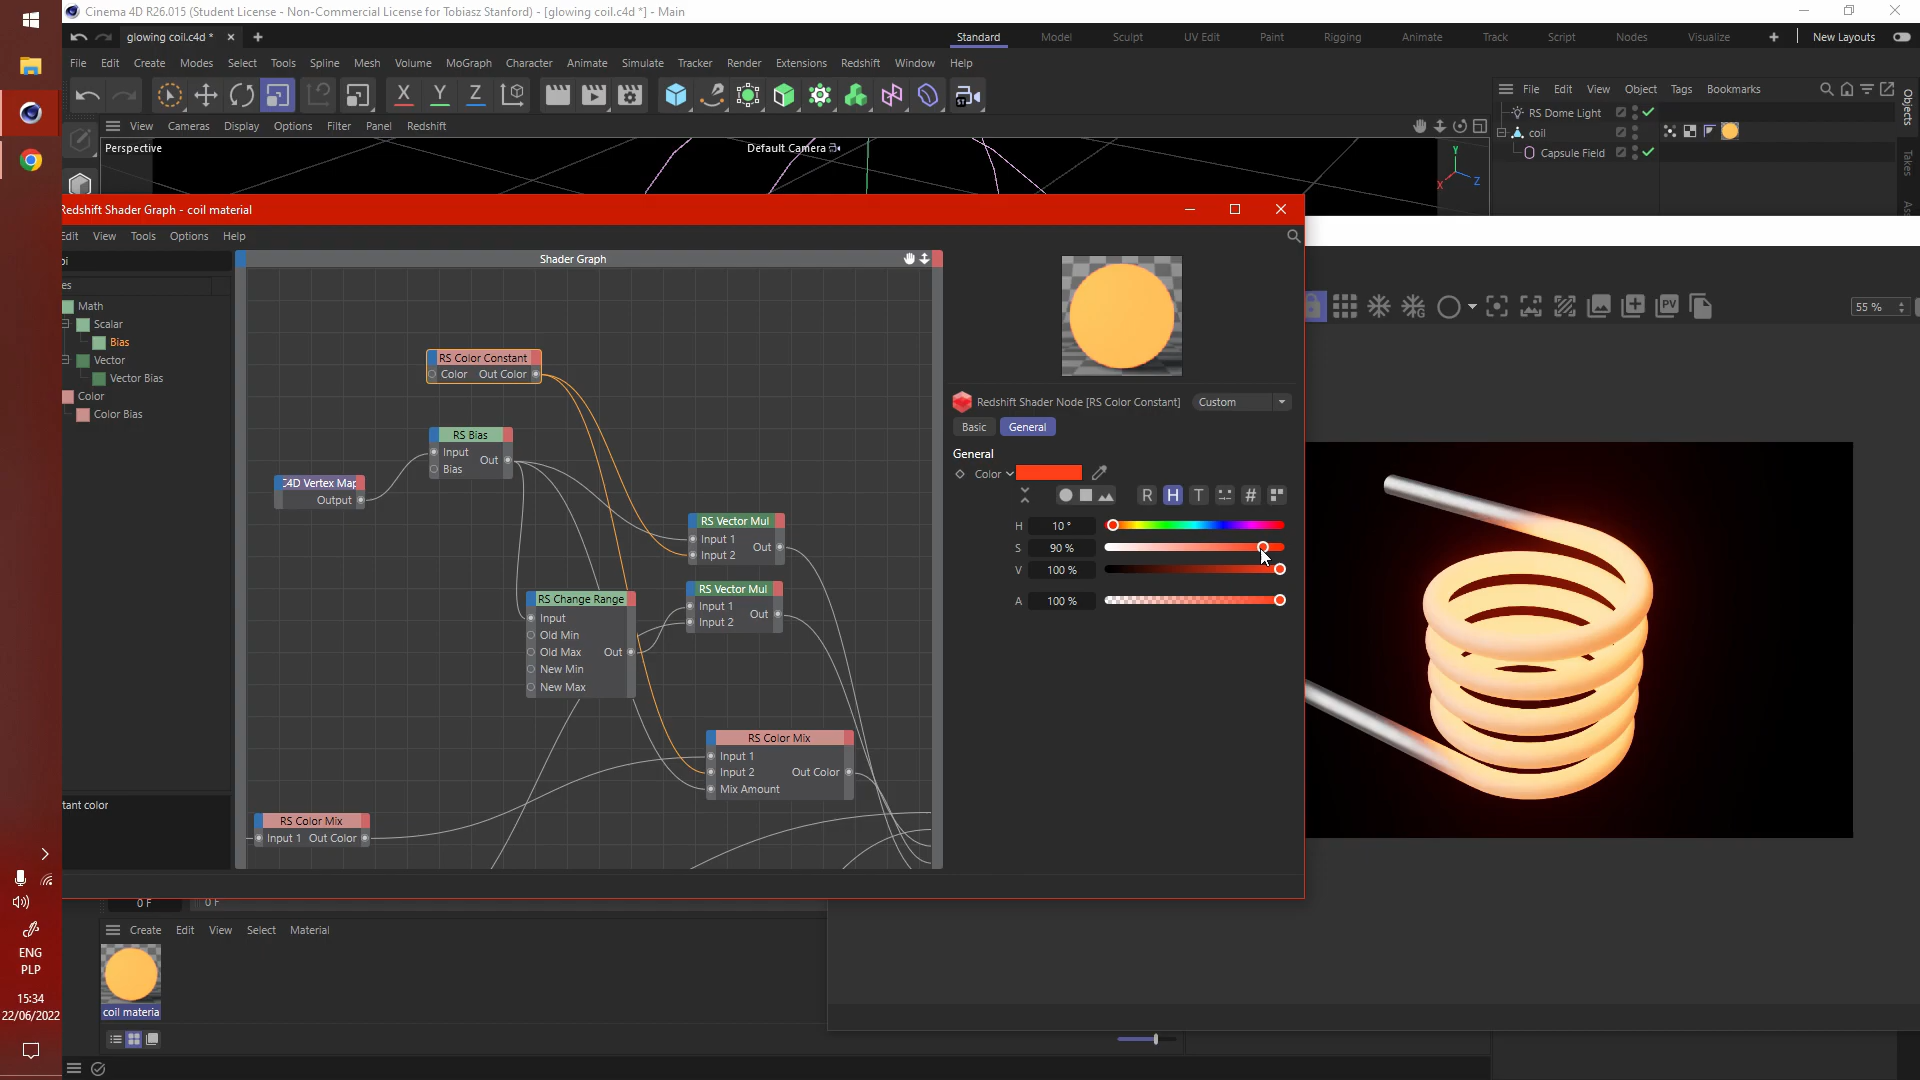 Cinema 4D R26.015 (Student License - Non-Commercial License for Tobiasz Stanford) - [glowing coil.c4d *] - Main
glowing coil.c4d *
Standard
Model
Sculpt
UV Edit
Paint
Rigging
Animate
Track
Script
Nodes
Visualize
New Layouts
File Edit Create Modes Select Tools Spline Mesh Volume MoGraph Character Animate Simulate Tracker Render Extensions Redshift Window Help
X Y Z
File Edit View Object Tags Bookmarks
Objects
Takes
RS Dome Light
coil
Capsule Field
View Cameras Display Options Filter Panel Redshift
Perspective
Default Camera
Y
X
Z
Redshift Shader Graph - coil material
Edit View Tools Options Help
Shader Graph
Math
Scalar
Bias
Vector
Vector Bias
Color
Color Bias
tant color
RS Color Constant
Color Out Color
RS Bias
Input
Out
Bias
C4D Vertex Map
Output
RS Vector Mul
Input 1
Out
Input 2
RS Vector Mul
Input 1
Out
Input 2
RS Change Range
Input
Old Min
Old Max Out
New Min
New Max
RS Color Mix
Input 1
Input 2 Out Color
Mix Amount
RS Color Mix
Input 1 Out Color
Redshift Shader Node [RS Color Constant]
Custom
Basic
General
General
Color
R H T #
H 10 °
S 90 %
V 100 %
A 100 %
PV
55 %
0 F
0 F
Create Edit View Select Material
coil materia
ENG
PLP
15:34
22/06/2022